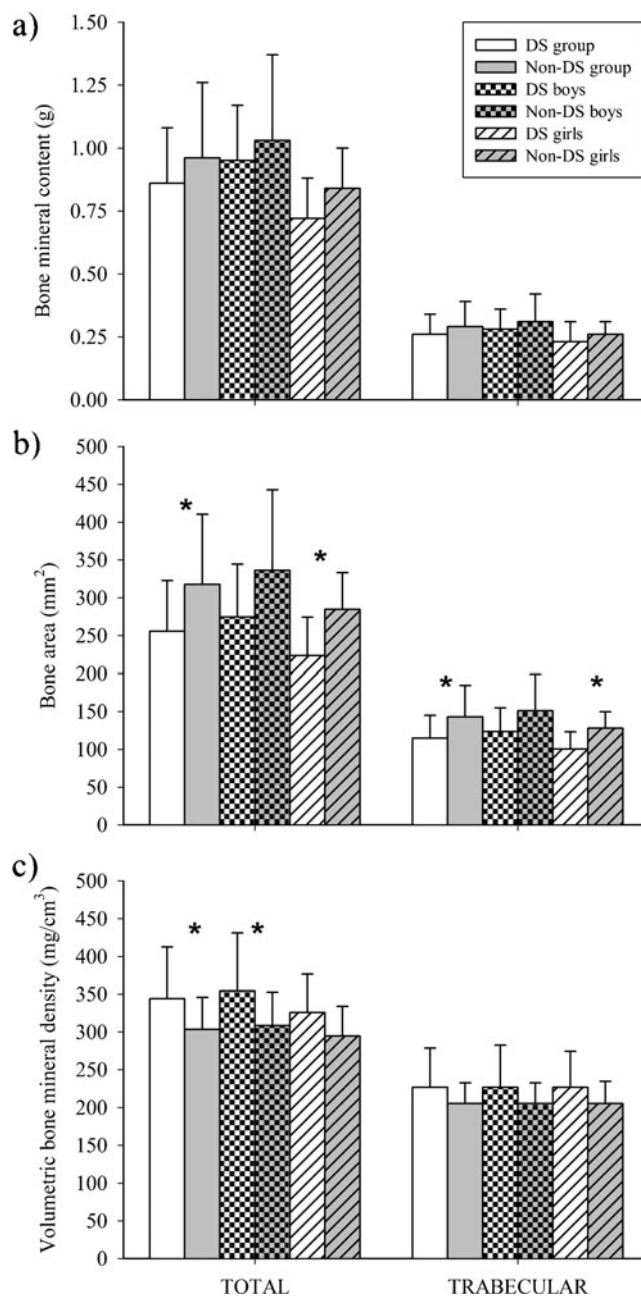 a)
DS group
Non-DS group
DS boys
Non-DS boys
DS girls
Non-DS girls
Bone mineral content (g)
1.50
1.25
1.00
0.75
0.50
0.25
0.00
b)
Bone area (mm²)
500
450
400
350
300
250
200
150
100
50
0
*
*
*
*
c)
Volumetric bone mineral density (mg/cm³)
500
450
400
350
300
250
200
150
100
50
0
*
*
TOTAL TRABECULAR